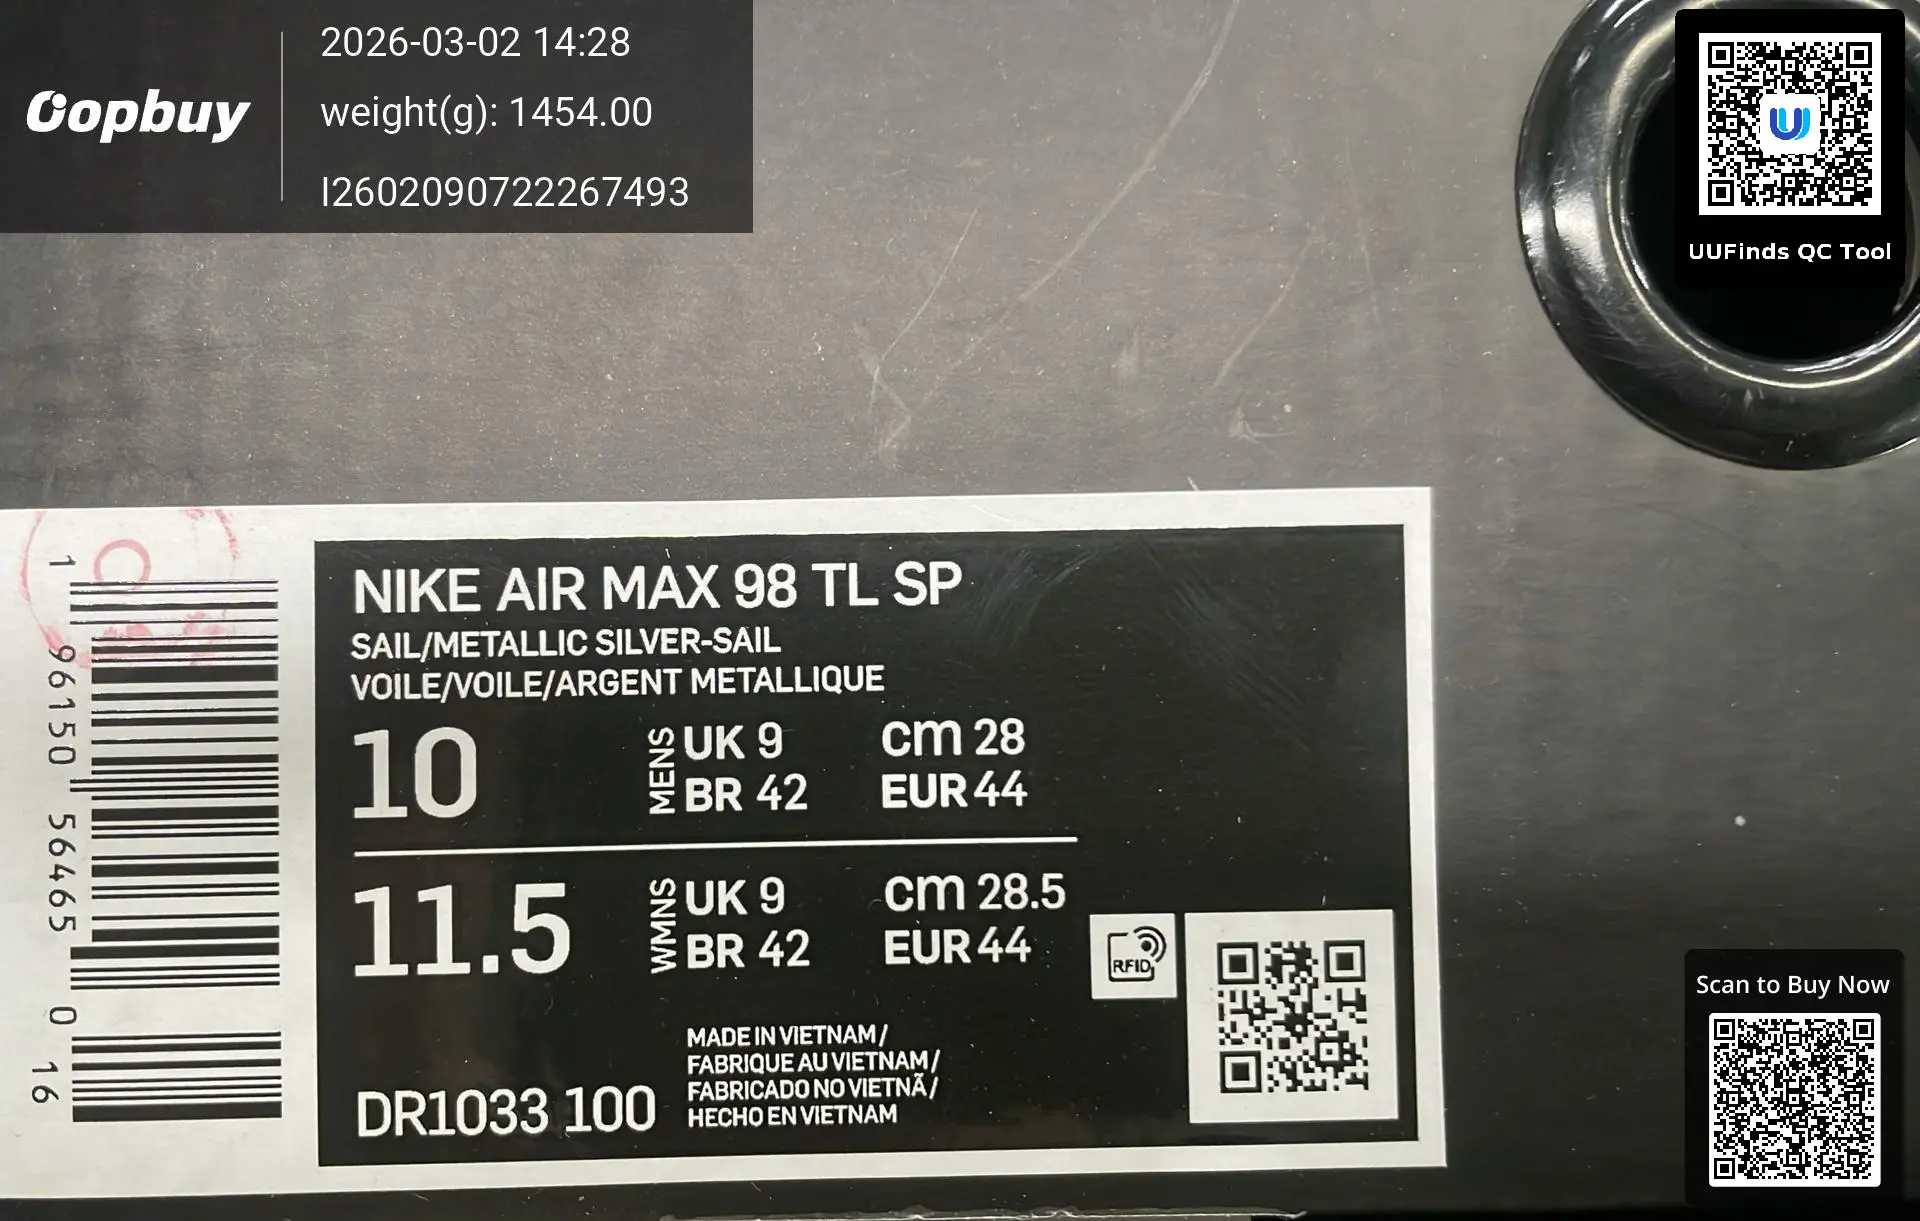 Oopbuy
2026-03-02 14:28
weight(g): 1454.00
I2602090722267493
UUFinds QC Tool
NIKE AIR MAX 98 TL SP
SAIL/METALLIC SILVER-SAIL
VOILE/VOILE/ARGENT METALLIQUE
10 MENS UK 9 cm 28
BR 42 EUR 44
11.5 WMNS UK 9 cm 28.5
BR 42 EUR 44
RFID
MADE IN VIETNAM/
FABRIQUE AU VIETNAM/
FABRICADO NO VIETNÃ/
HECHO EN VIETNAM
DR1033 100
1 96150 56465 0 16
Scan to Buy Now